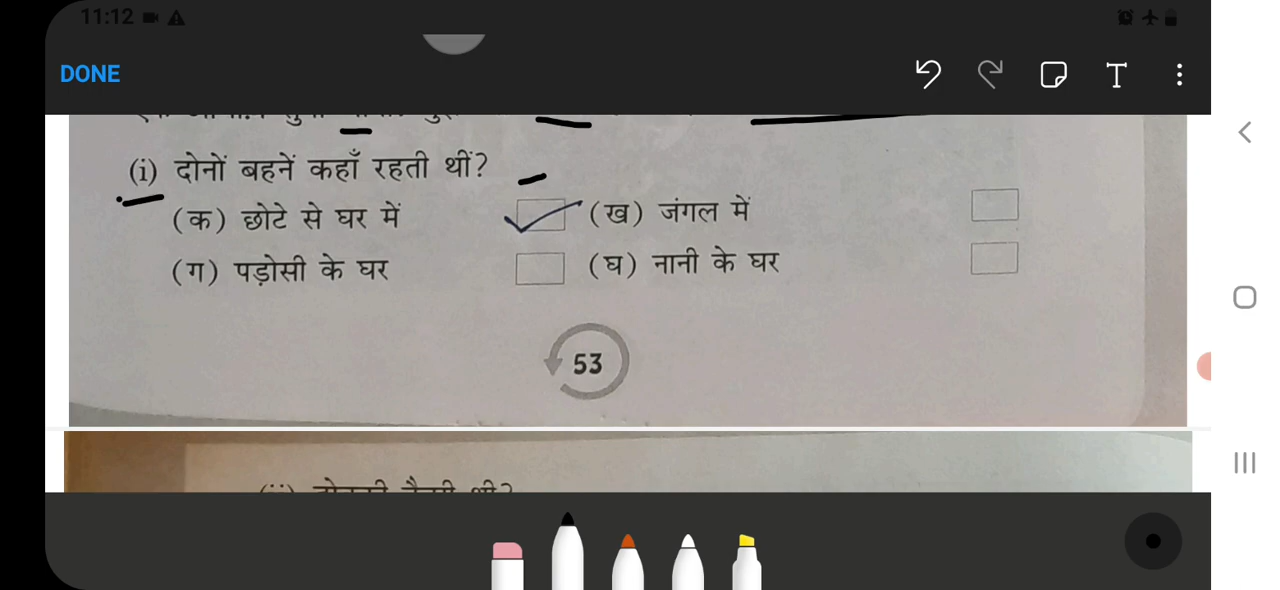 11:12
DONE
T
(i) दोनों बहनें कहाँ रहती थीं?
(क) छोटे से घर में (ख) जंगल में
(ग) पड़ोसी के घर (घ) नानी के घर
53